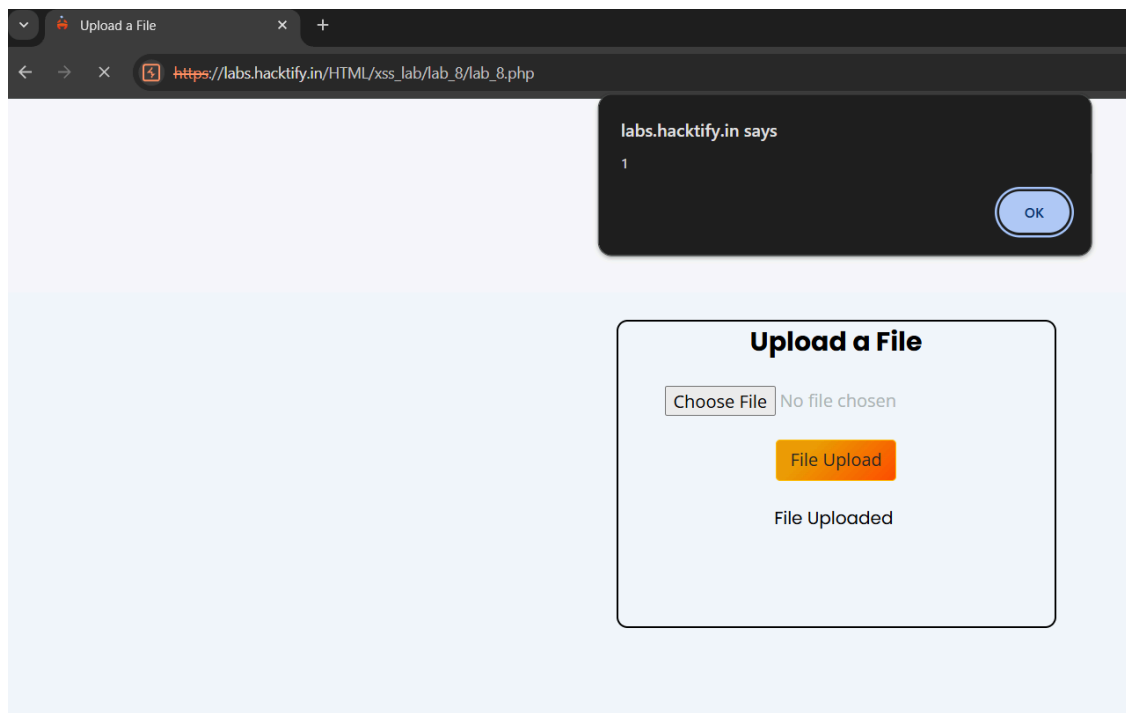 Upload a File
https://labs.hacktify.in/HTML/xss_lab/lab_8/lab_8.php
labs.hacktify.in says
1
OK
Upload a File
Choose File No file chosen
File Upload
File Uploaded